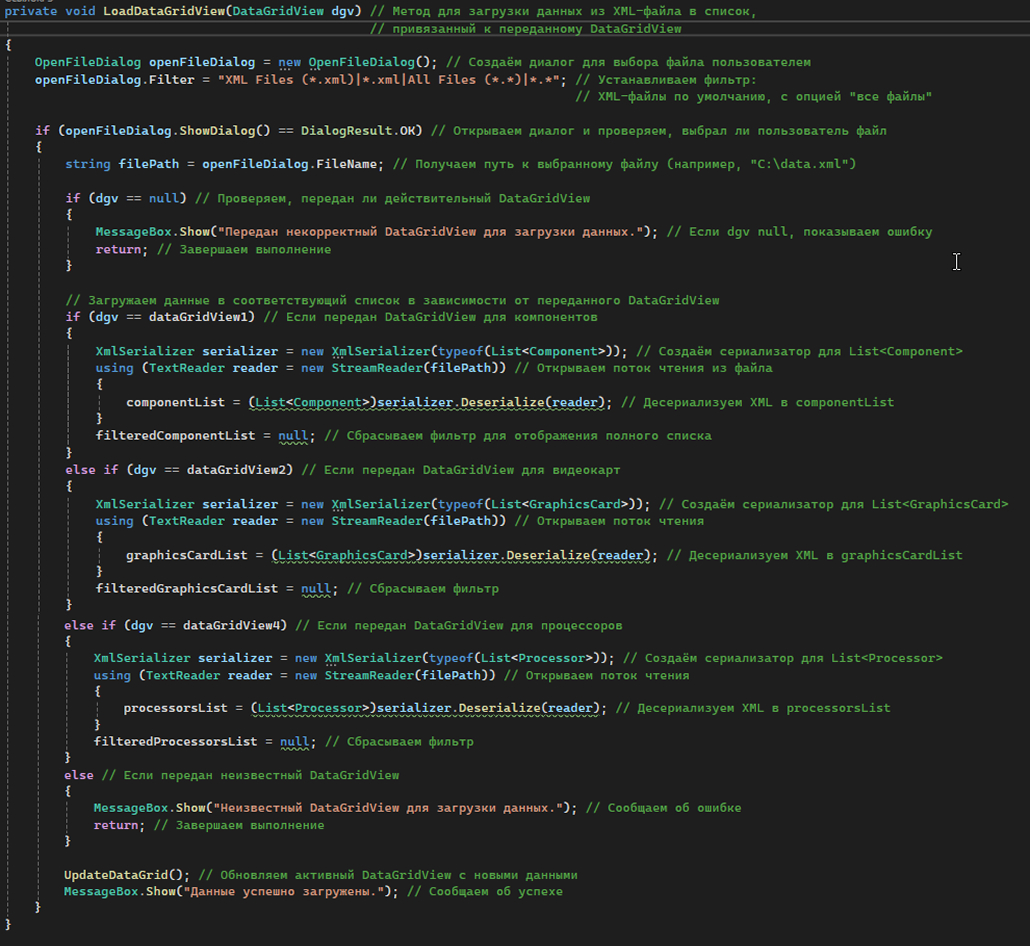 private void LoadDataGridView(DataGridView dgv) // Метод для загрузки данных из XML-файла в список,
// привязанный к переданному DataGridView
{
OpenFileDialog openFileDialog = new OpenFileDialog(); // Создаём диалог для выбора файла пользователем
openFileDialog.Filter = "XML Files (*.xml)|*.xml|All Files (*.*)|*.*"; // Устанавливаем фильтр:
// XML-файлы по умолчанию, с опцией "все файлы"
if (openFileDialog.ShowDialog() == DialogResult.OK) // Открываем диалог и проверяем, выбрал ли пользователь файл
{
string filePath = openFileDialog.FileName; // Получаем путь к выбранному файлу (например, "C:\data.xml")
if (dgv == null) // Проверяем, передан ли действительный DataGridView
{
MessageBox.Show("Передан некорректный DataGridView для загрузки данных."); // Если dgv null, показываем ошибку
return; // Завершаем выполнение
}
// Загружаем данные в соответствующий список в зависимости от переданного DataGridView
if (dgv == dataGridView1) // Если передан DataGridView для компонентов
{
XmlSerializer serializer = new XmlSerializer(typeof(List<Component>)); // Создаём сериализатор для List<Component>
using (TextReader reader = new StreamReader(filePath)) // Открываем поток чтения из файла
{
componentList = (List<Component>)serializer.Deserialize(reader); // Десериализуем XML в componentList
}
filteredComponentList = null; // Сбрасываем фильтр для отображения полного списка
}
else if (dgv == dataGridView2) // Если передан DataGridView для видеокарт
{
XmlSerializer serializer = new XmlSerializer(typeof(List<GraphicsCard>)); // Создаём сериализатор для List<GraphicsCard>
using (TextReader reader = new StreamReader(filePath)) // Открываем поток чтения
{
graphicsCardList = (List<GraphicsCard>)serializer.Deserialize(reader); // Десериализуем XML в graphicsCardList
}
filteredGraphicsCardList = null; // Сбрасываем фильтр
}
else if (dgv == dataGridView4) // Если передан DataGridView для процессоров
{
XmlSerializer serializer = new XmlSerializer(typeof(List<Processor>)); // Создаём сериализатор для List<Processor>
using (TextReader reader = new StreamReader(filePath)) // Открываем поток чтения
{
processorsList = (List<Processor>)serializer.Deserialize(reader); // Десериализуем XML в processorsList
}
filteredProcessorsList = null; // Сбрасываем фильтр
}
else // Если передан неизвестный DataGridView
{
MessageBox.Show("Неизвестный DataGridView для загрузки данных."); // Сообщаем об ошибке
return; // Завершаем выполнение
}
UpdateDataGrid(); // Обновляем активный DataGridView с новыми данными
MessageBox.Show("Данные успешно загружены."); // Сообщаем об успехе
}
}